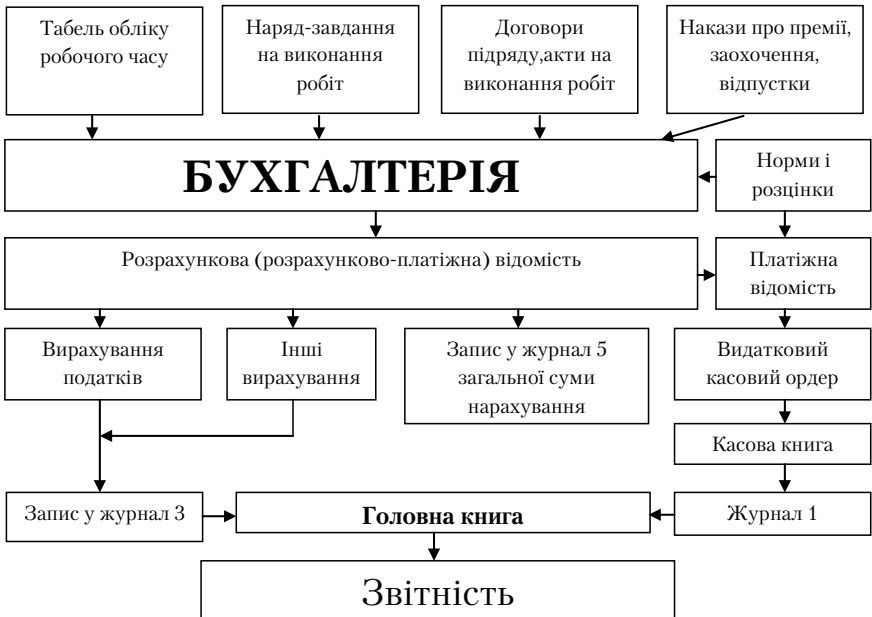 Табель обліку
робочого часу
Наряд-завдання
на виконання
робіт
Договори
підряду,акти на
виконання робіт
Накази про премії,
заохочення,
відпустки
БУХГАЛТЕРІЯ
Норми і
розцінки
Розрахункова (розрахунково-платіжна) відомість
Платіжна
відомість
Вирахування
податків
Інші
вирахування
Запис у журнал 5
загальної суми
нарахування
Видатковий
касовий ордер
Касова книга
Запис у журнал 3
Головна книга
Журнал 1
Звітність